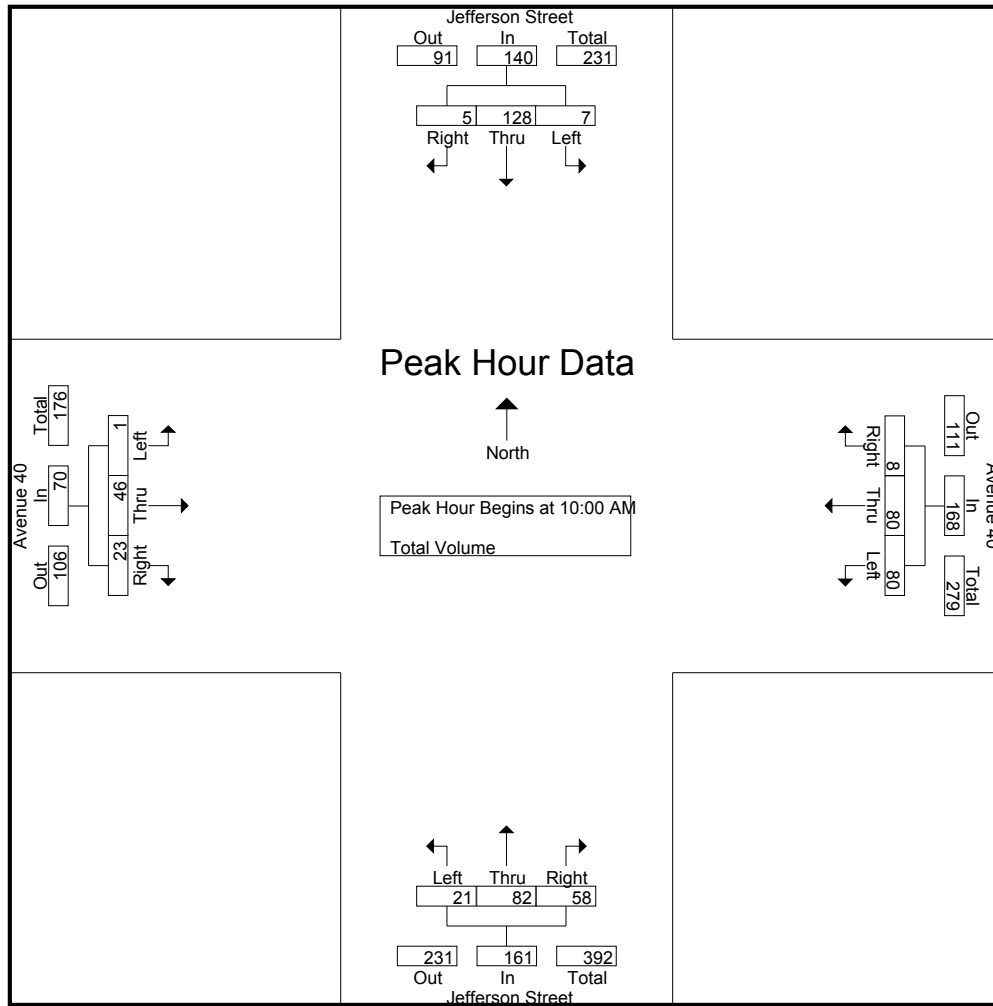 Jefferson Street
Out In Total
91 140 231
5 128 7
Right Thru Left
Peak Hour Data
North
Peak Hour Begins at 10:00 AM
Total Volume
Avenue 40
Total In Out
176 70 106
1 46 23
Left Thru Right
Avenue 40
Out In Total
111 168 279
8 80 80
Right Thru Left
Left Thru Right
21 82 58
231 161 392
Out In Total
Jefferson Street